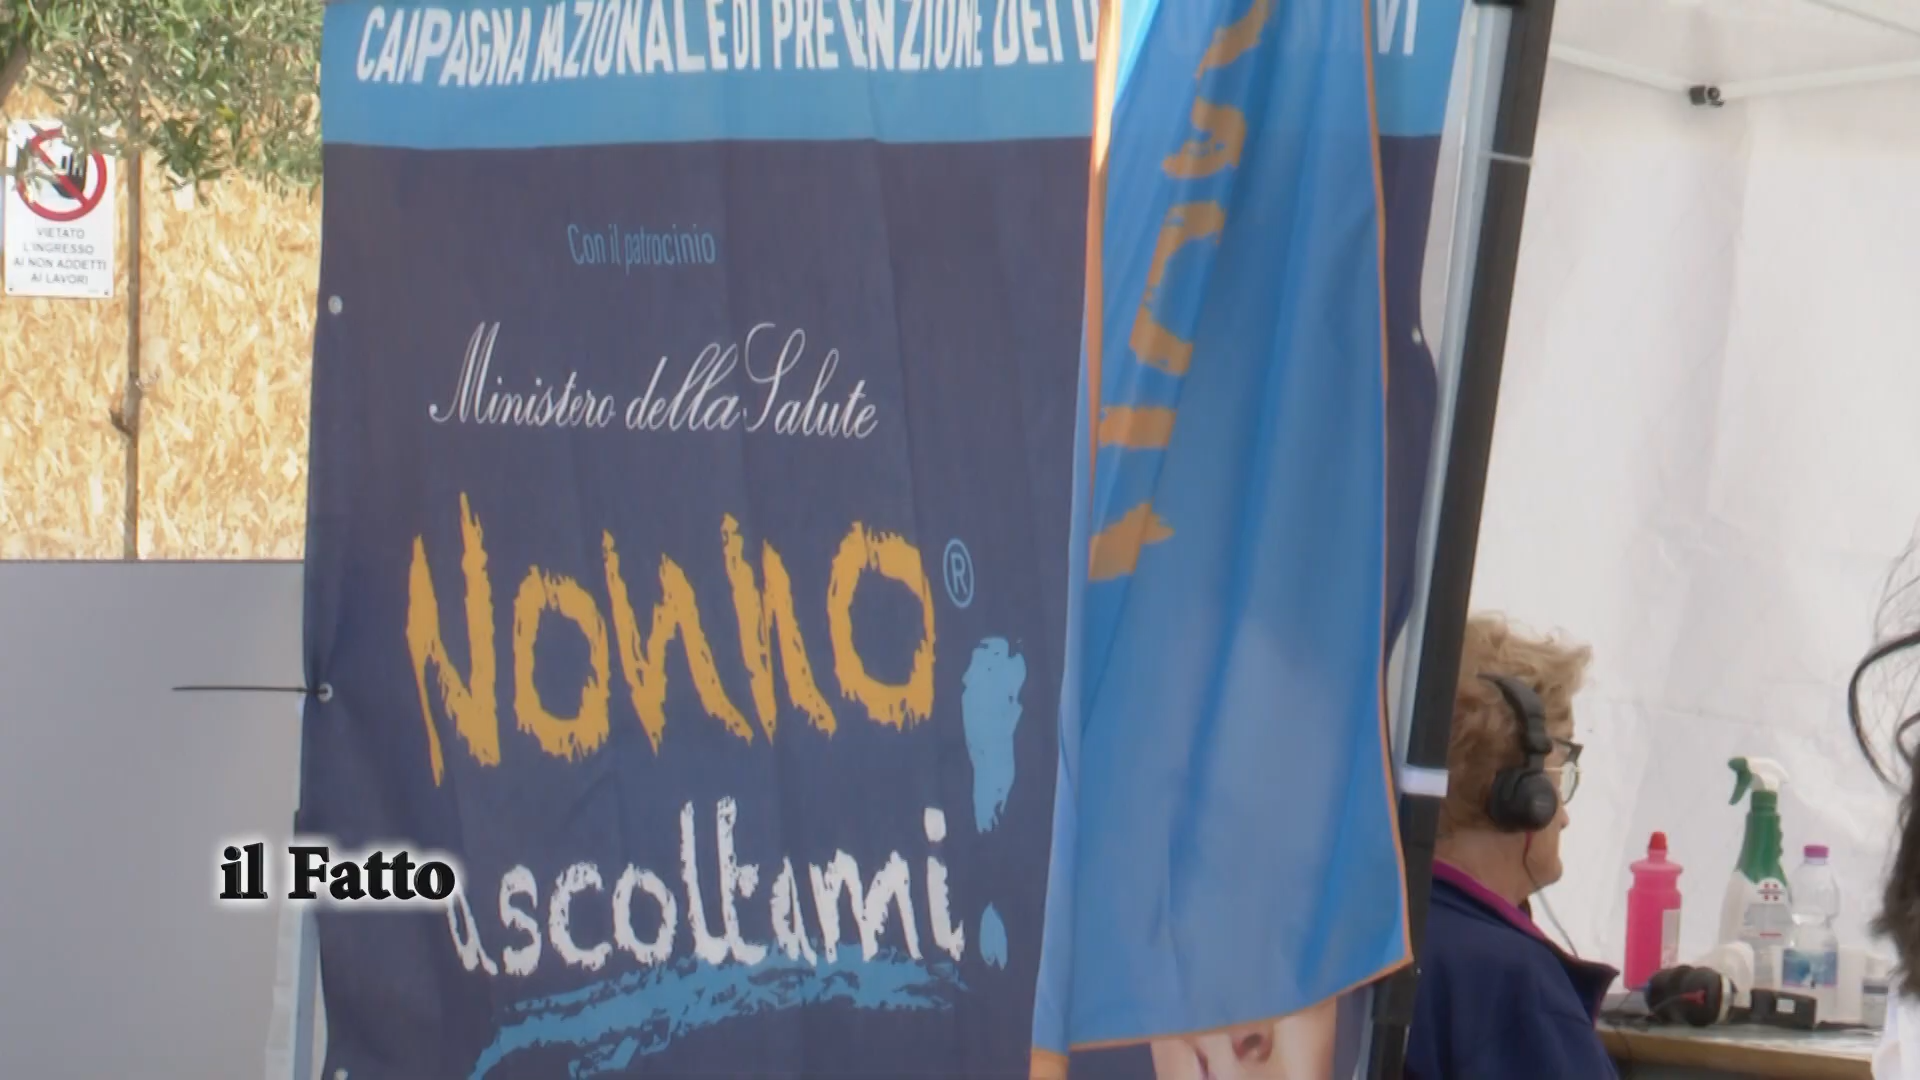 CAMPAGNA NAZIONALE DI PREVENZIONE DEI
VIETATO
L'INGRESSO
AI NON ADDETTI
AI LAVORI
Con il patrocinio
Ministero della Salute
Nonno®
ascoltami!
il Fatto